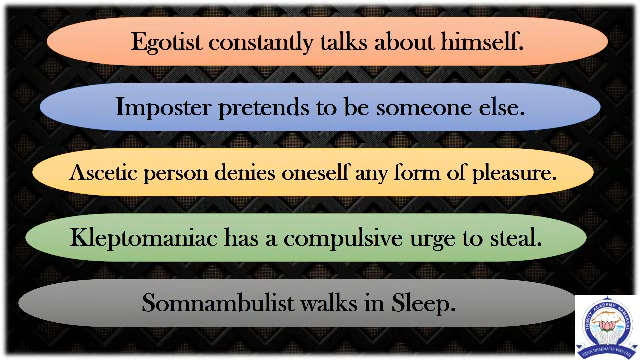 Egotist constantly talks about himself.
Imposter pretends to be someone else.
Ascetic person denies oneself any form of pleasure.
Kleptomaniac has a compulsive urge to steal.
Somnambulist walks in Sleep.